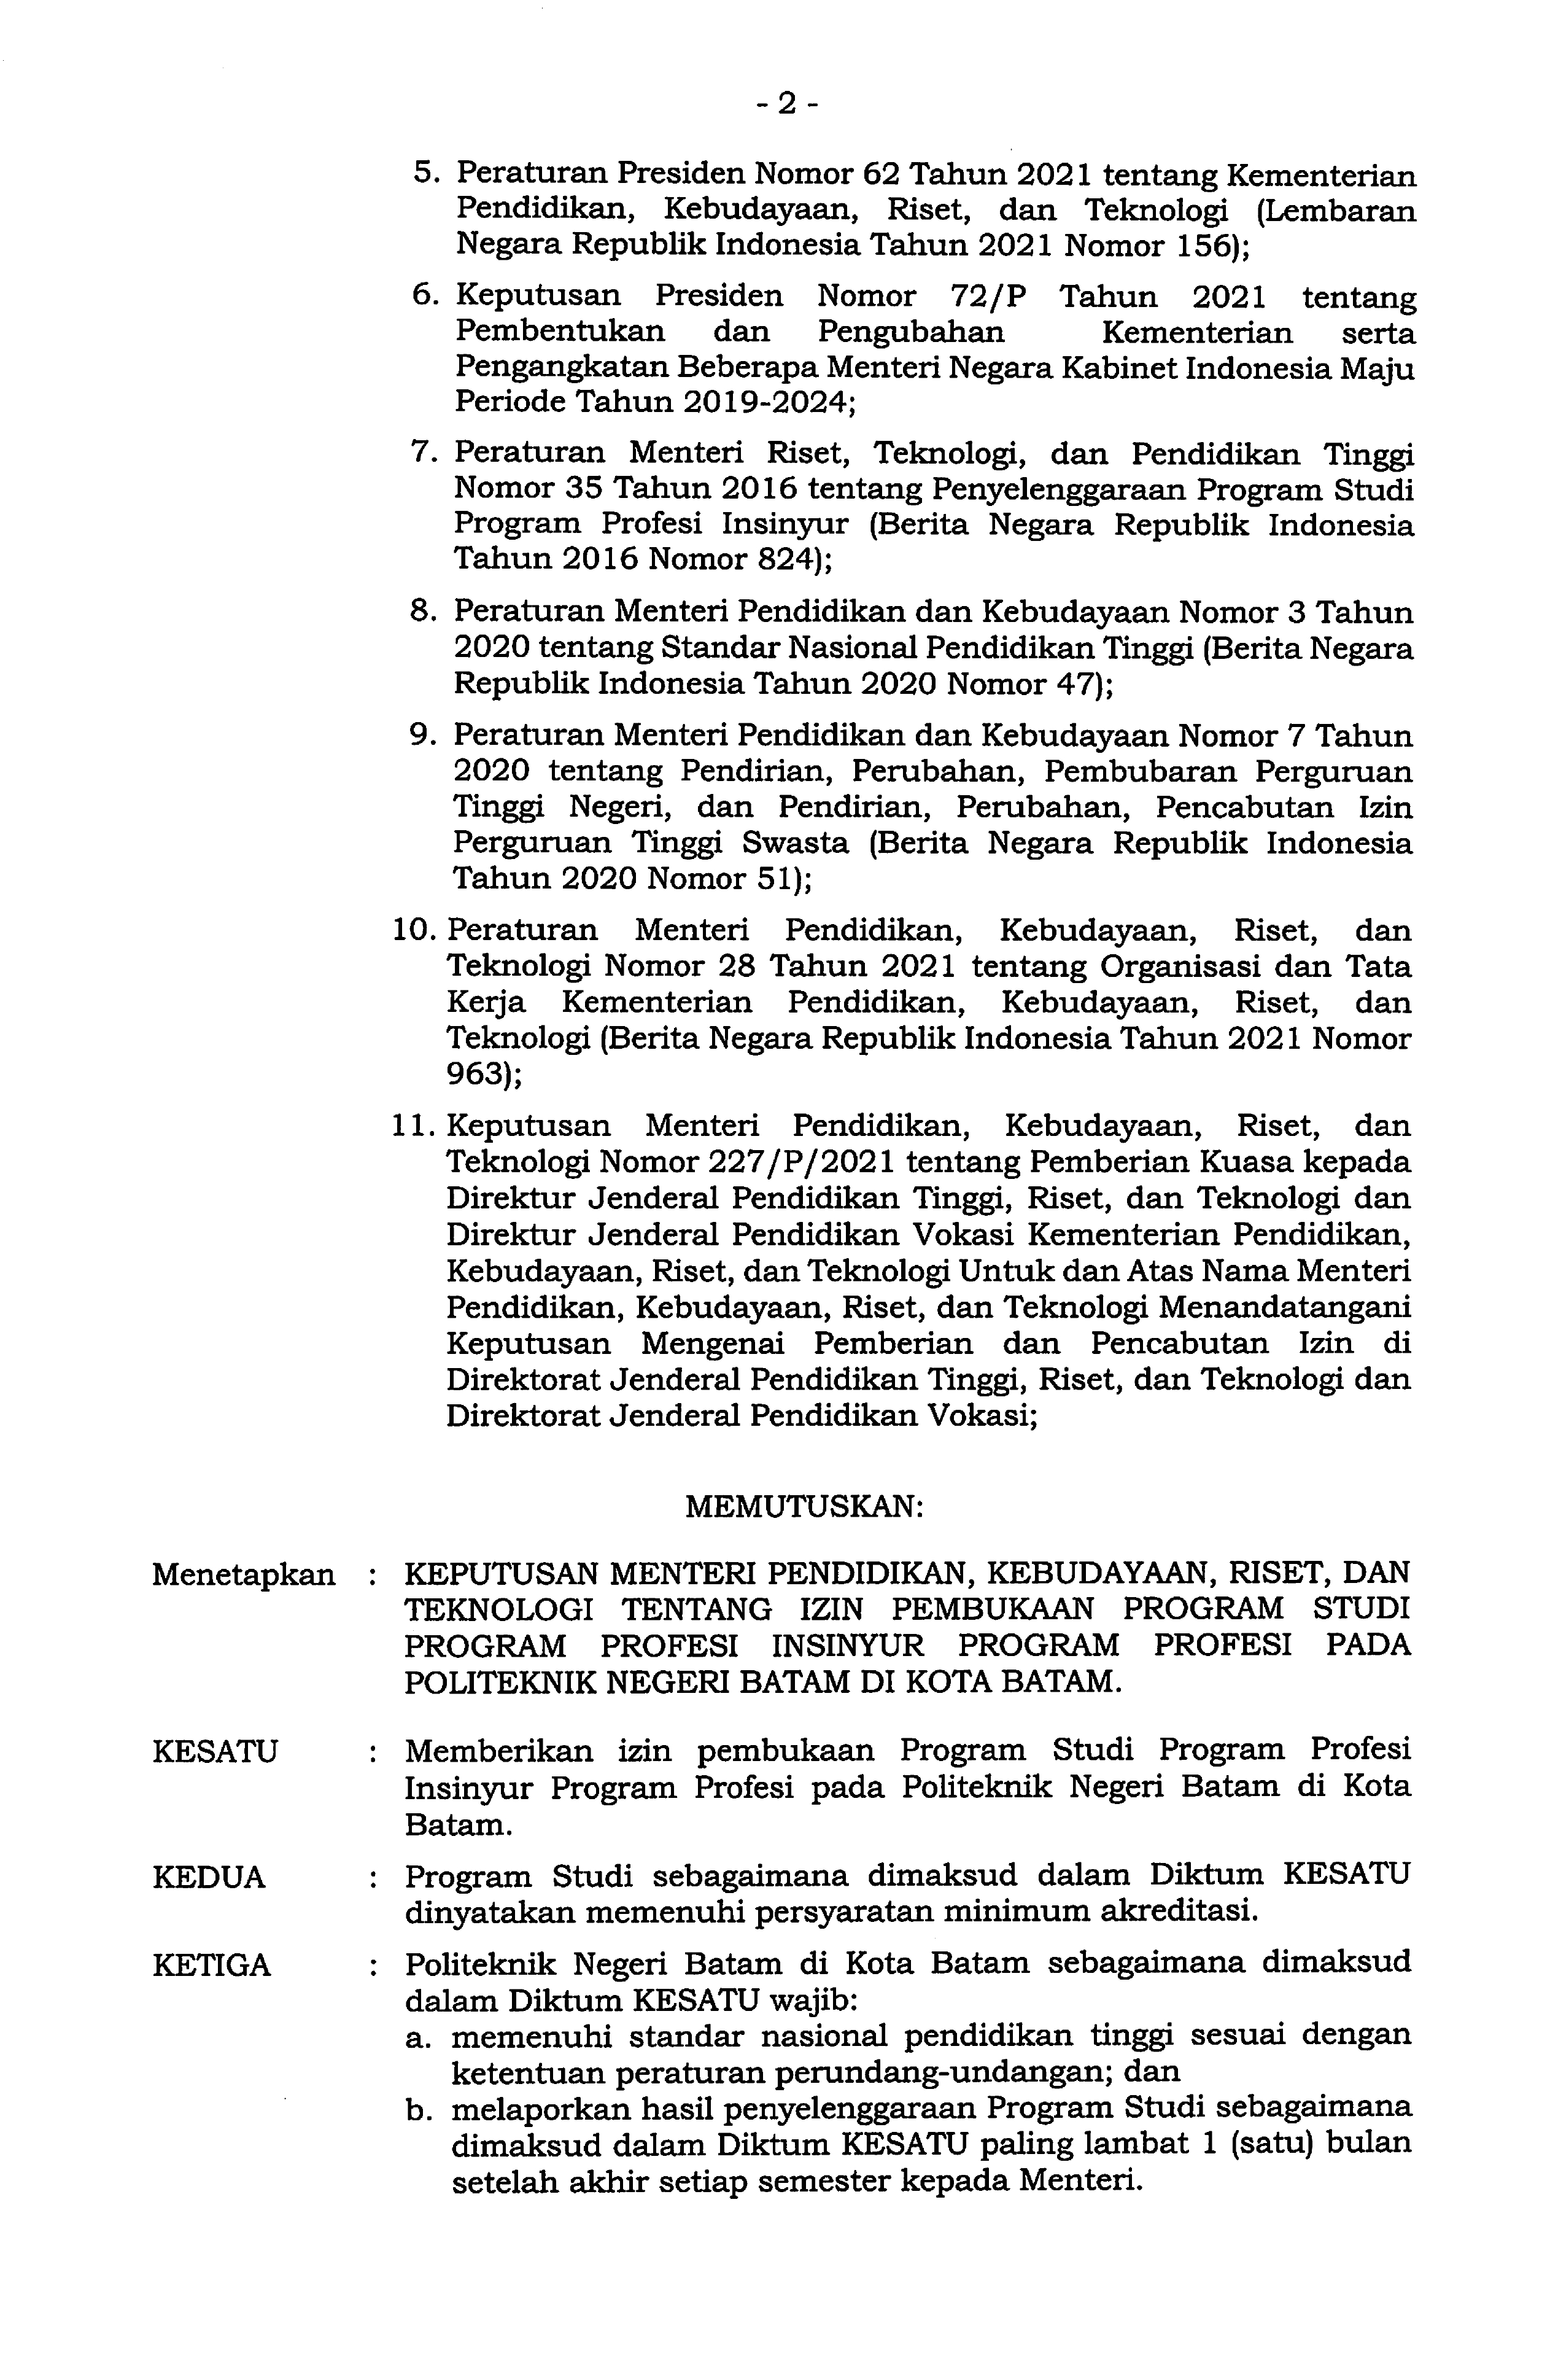 - 2 -
5. Peraturan Presiden Nomor 62 Tahun 2021 tentang Kementerian
Pendidikan, Kebudayaan, Riset, dan Teknologi (Lembaran
Negara Republik Indonesia Tahun 2021 Nomor 156);
6. Keputusan Presiden Nomor 72/P Tahun 2021 tentang
Pembentukan dan Pengubahan Kementerian serta
Pengangkatan Beberapa Menteri Negara Kabinet Indonesia Maju
Periode Tahun 2019-2024;
7. Peraturan Menteri Riset, Teknologi, dan Pendidikan Tinggi
Nomor 35 Tahun 2016 tentang Penyelenggaraan Program Studi
Program Profesi Insinyur (Berita Negara Republik Indonesia
Tahun 2016 Nomor 824);
8. Peraturan Menteri Pendidikan dan Kebudayaan Nomor 3 Tahun
2020 tentang Standar Nasional Pendidikan Tinggi (Berita Negara
Republik Indonesia Tahun 2020 Nomor 47);
9. Peraturan Menteri Pendidikan dan Kebudayaan Nomor 7 Tahun
2020 tentang Pendirian, Perubahan, Pembubaran Perguruan
Tinggi Negeri, dan Pendirian, Perubahan, Pencabutan Izin
Perguruan Tinggi Swasta (Berita Negara Republik Indonesia
Tahun 2020 Nomor 51);
10. Peraturan Menteri Pendidikan, Kebudayaan, Riset, dan
Teknologi Nomor 28 Tahun 2021 tentang Organisasi dan Tata
Kerja Kementerian Pendidikan, Kebudayaan, Riset, dan
Teknologi (Berita Negara Republik Indonesia Tahun 2021 Nomor
963);
11. Keputusan Menteri Pendidikan, Kebudayaan, Riset, dan
Teknologi Nomor 227/P/2021 tentang Pemberian Kuasa kepada
Direktur Jenderal Pendidikan Tinggi, Riset, dan Teknologi dan
Direktur Jenderal Pendidikan Vokasi Kementerian Pendidikan,
Kebudayaan, Riset, dan Teknologi Untuk dan Atas Nama Menteri
Pendidikan, Kebudayaan, Riset, dan Teknologi Menandatangani
Keputusan Mengenai Pemberian dan Pencabutan Izin di
Direktorat Jenderal Pendidikan Tinggi, Riset, dan Teknologi dan
Direktorat Jenderal Pendidikan Vokasi;
MEMUTUSKAN:
Menetapkan : KEPUTUSAN MENTERI PENDIDIKAN, KEBUDAYAAN, RISET, DAN
TEKNOLOGI TENTANG IZIN PEMBUKAAN PROGRAM STUDI
PROGRAM PROFESI INSINYUR PROGRAM PROFESI PADA
POLITEKNIK NEGERI BATAM DI KOTA BATAM.
KESATU : Memberikan izin pembukaan Program Studi Program Profesi
Insinyur Program Profesi pada Politeknik Negeri Batam di Kota
Batam.
KEDUA : Program Studi sebagaimana dimaksud dalam Diktum KESATU
dinyatakan memenuhi persyaratan minimum akreditasi.
KETIGA : Politeknik Negeri Batam di Kota Batam sebagaimana dimaksud
dalam Diktum KESATU wajib:
a. memenuhi standar nasional pendidikan tinggi sesuai dengan
ketentuan peraturan perundang-undangan; dan
b. melaporkan hasil penyelenggaraan Program Studi sebagaimana
dimaksud dalam Diktum KESATU paling lambat 1 (satu) bulan
setelah akhir setiap semester kepada Menteri.